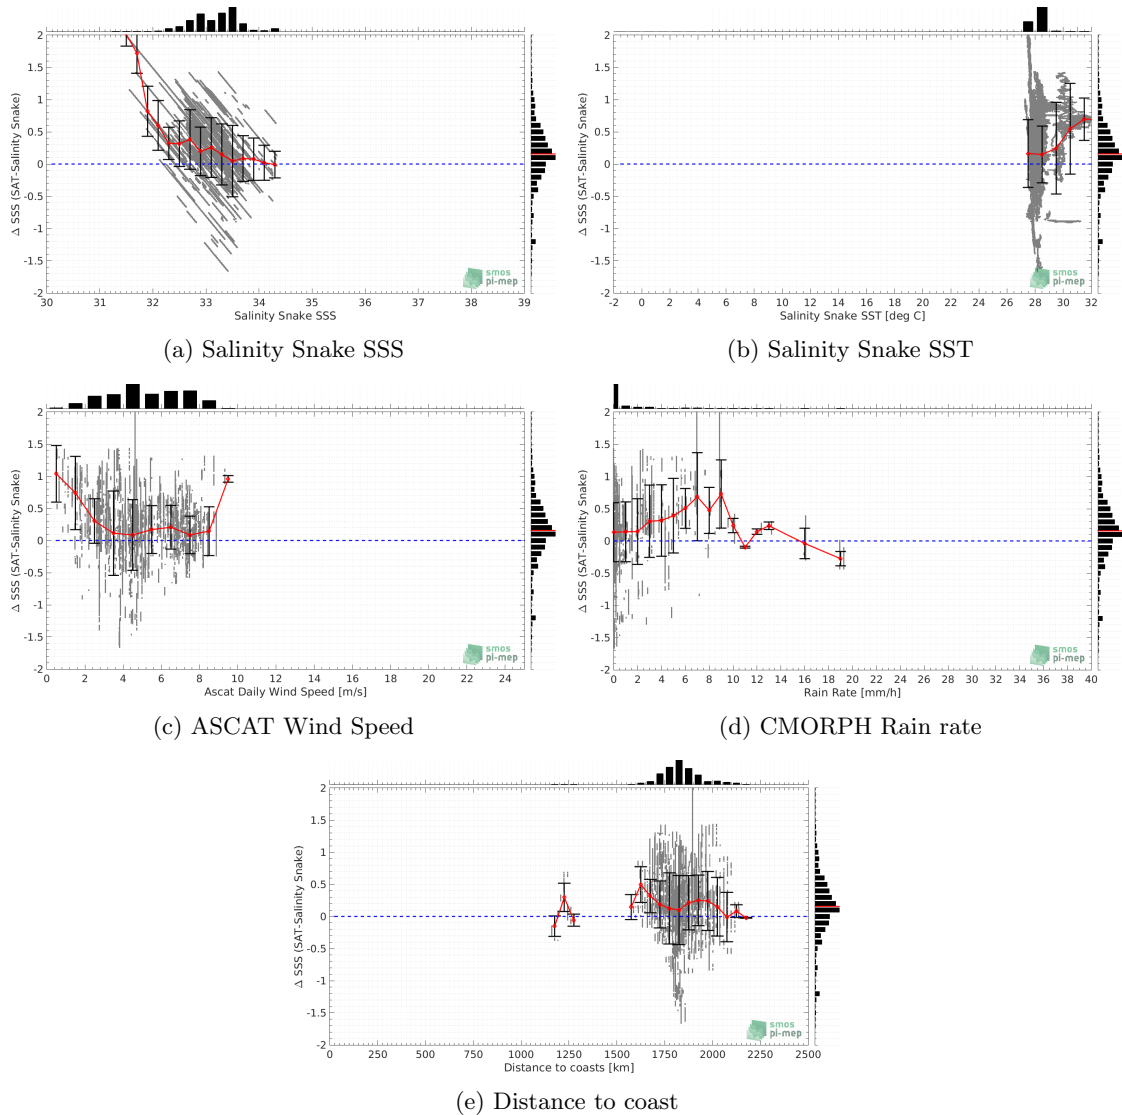 2
1.5
1
0.5
0
-0.5
-1
-1.5
-2
Δ SSS (SAT-Salinity Snake)
30 31 32 33 34 35 36 37 38 39
Salinity Snake SSS
smos
pi-mep
(a) Salinity Snake SSS
2
1.5
1
0.5
0
-0.5
-1
-1.5
-2
Δ SSS (SAT-Salinity Snake)
-2 0 2 4 6 8 10 12 14 16 18 20 22 24 26 28 30 32
Salinity Snake SST [deg C]
smos
pi-mep
(b) Salinity Snake SST
2
1.5
1
0.5
0
-0.5
-1
-1.5
-2
Δ SSS (SAT-Salinity Snake)
0 2 4 6 8 10 12 14 16 18 20 22 24
Ascat Daily Wind Speed [m/s]
smos
pi-mep
(c) ASCAT Wind Speed
2
1.5
1
0.5
0
-0.5
-1
-1.5
-2
Δ SSS (SAT-Salinity Snake)
0 2 4 6 8 10 12 14 16 18 20 22 24 26 28 30 32 34 36 38 40
Rain Rate [mm/h]
smos
pi-mep
(d) CMORPH Rain rate
2
1.5
1
0.5
0
-0.5
-1
-1.5
-2
Δ SSS (SAT-Salinity Snake)
0 250 500 750 1000 1250 1500 1750 2000 2250 2500
Distance to coasts [km]
smos
pi-mep
(e) Distance to coast